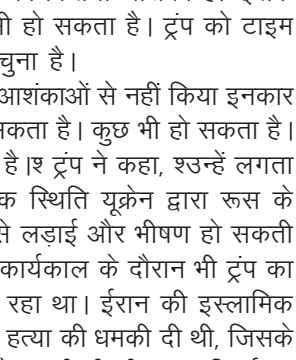 ी हो सकता है। ट्रंप को टाइम
चुना है।
आशंकाओं से नहीं किया इनकार
सकता है। कुछ भी हो सकता है।
है।श ट्रंप ने कहा, श्उन्हें लगता
क स्थिति यूक्रेन द्वारा रूस के
से लड़ाई और भीषण हो सकती
कार्यकाल के दौरान भी ट्रंप का
रहा था। ईरान की इस्लामिक
हत्या की धमकी दी थी, जिसके